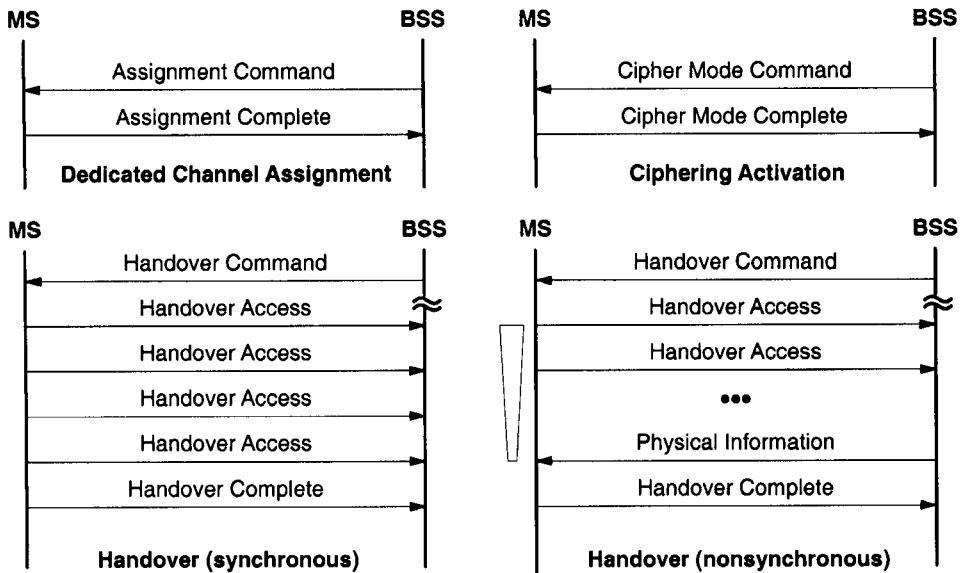 MS BSS
Assignment Command
Assignment Complete
Dedicated Channel Assignment
MS BSS
Cipher Mode Command
Cipher Mode Complete
Ciphering Activation
MS BSS
Handover Command
Handover Access
Handover Access
Handover Access
Handover Access
Handover Complete
Handover (synchronous)
MS BSS
Handover Command
Handover Access
Handover Access
•••
Physical Information
Handover Complete
Handover (nonsynchronous)